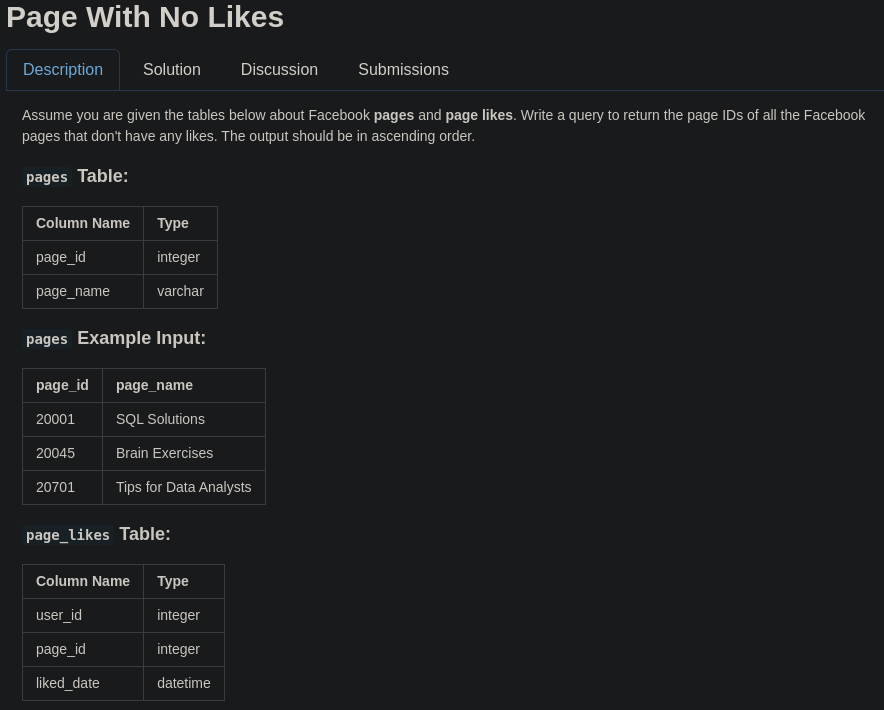 Page With No Likes
Description Solution Discussion Submissions
Assume you are given the tables below about Facebook pages and page likes. Write a query to return the page IDs of all the Facebook
pages that don't have any likes. The output should be in ascending order.
pages Table:
Column Name Type
page_id integer
page_name varchar
pages Example Input:
page_id page_name
20001 SQL Solutions
20045 Brain Exercises
20701 Tips for Data Analysts
page_likes Table:
Column Name Type
user_id integer
page_id integer
liked_date datetime